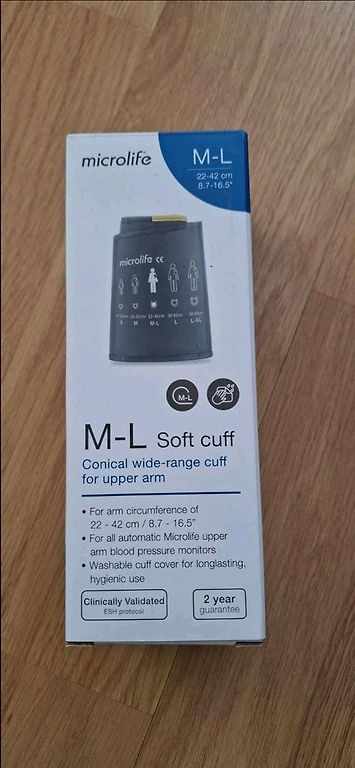 microlife
M-L
22-42 cm
8.7-16.5"
microlife CE
S M M-L L L-XL
M-L
M-L Soft cuff
Conical wide-range cuff
for upper arm
• For arm circumference of
22 - 42 cm / 8.7 - 16.5"
• For all automatic Microlife upper
arm blood pressure monitors
• Washable cuff cover for longlasting,
hygienic use
Clinically Validated
ESH protocol
2 year
guarantee